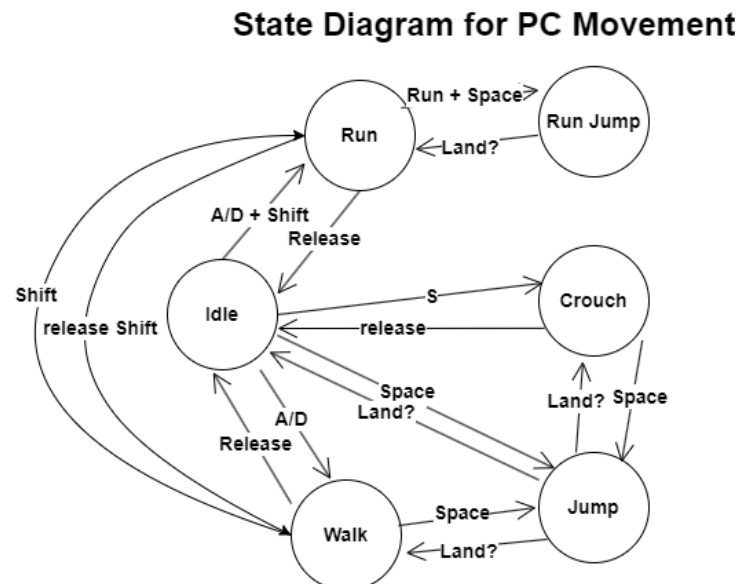 State Diagram for PC Movement
Run + Space
Run
Run Jump
Land?
A/D + Shift
Release
Shift
release Shift
Idle
S
Crouch
release
Space
Land?
A/D
Release
Land?
Space
Walk
Space
Jump
Land?